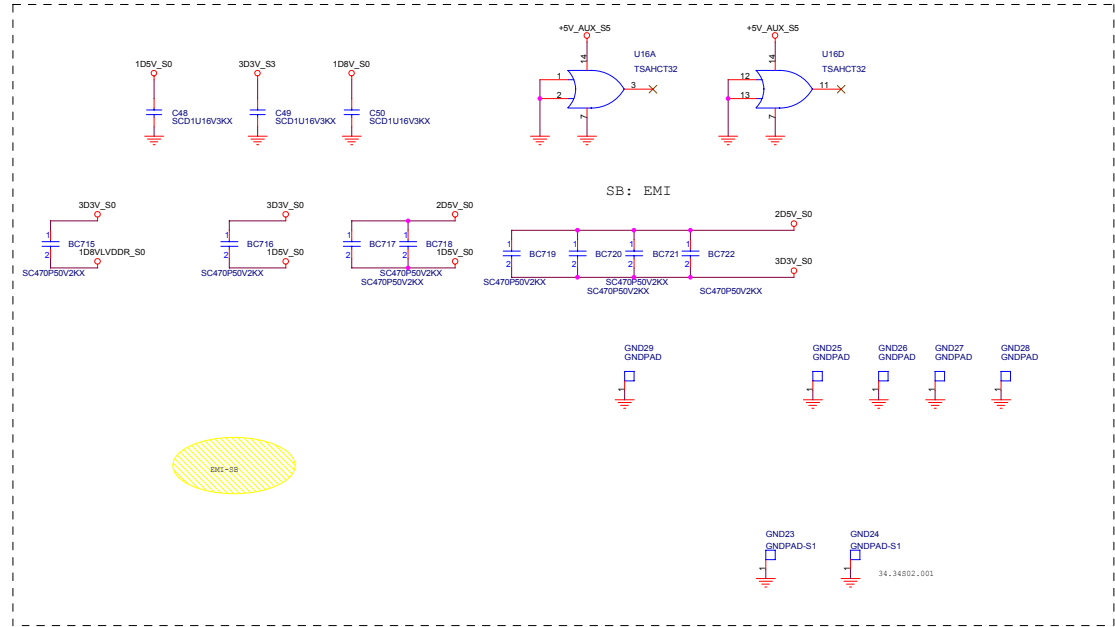 +5V_AUX_S5
+5V_AUX_S5
1D5V_S0
3D3V_S3
1D8V_S0
14
U16A
TSAHCT32
14
U16D
TSAHCT32
1
2
3
7
12
13
11
7
C48
SCD1U16V3KX
C49
SCD1U16V3KX
C50
SCD1U16V3KX
SB: EMI
3D3V_S0
3D3V_S0
2D5V_S0
2D5V_S0
1
2
BC715
1D8VLVDDR_S0
SC470P50V2KX
1
2
BC716
1D5V_S0
SC470P50V2KX
1
2
BC717
1
2
BC718
1D5V_S0
SC470P50V2KX
SC470P50V2KX
1
2
BC719
1
2
BC720
1
2
BC721
1
2
BC722
3D3V_S0
SC470P50V2KX
SC470P50V2KX
SC470P50V2KX
SC470P50V2KX
GND29
GNDPAD
1
GND25
GNDPAD
1
GND26
GNDPAD
1
GND27
GNDPAD
1
GND28
GNDPAD
1
EMI-SB
GND23
GNDPAD-S1
1
GND24
GNDPAD-S1
1
34.34S02.001